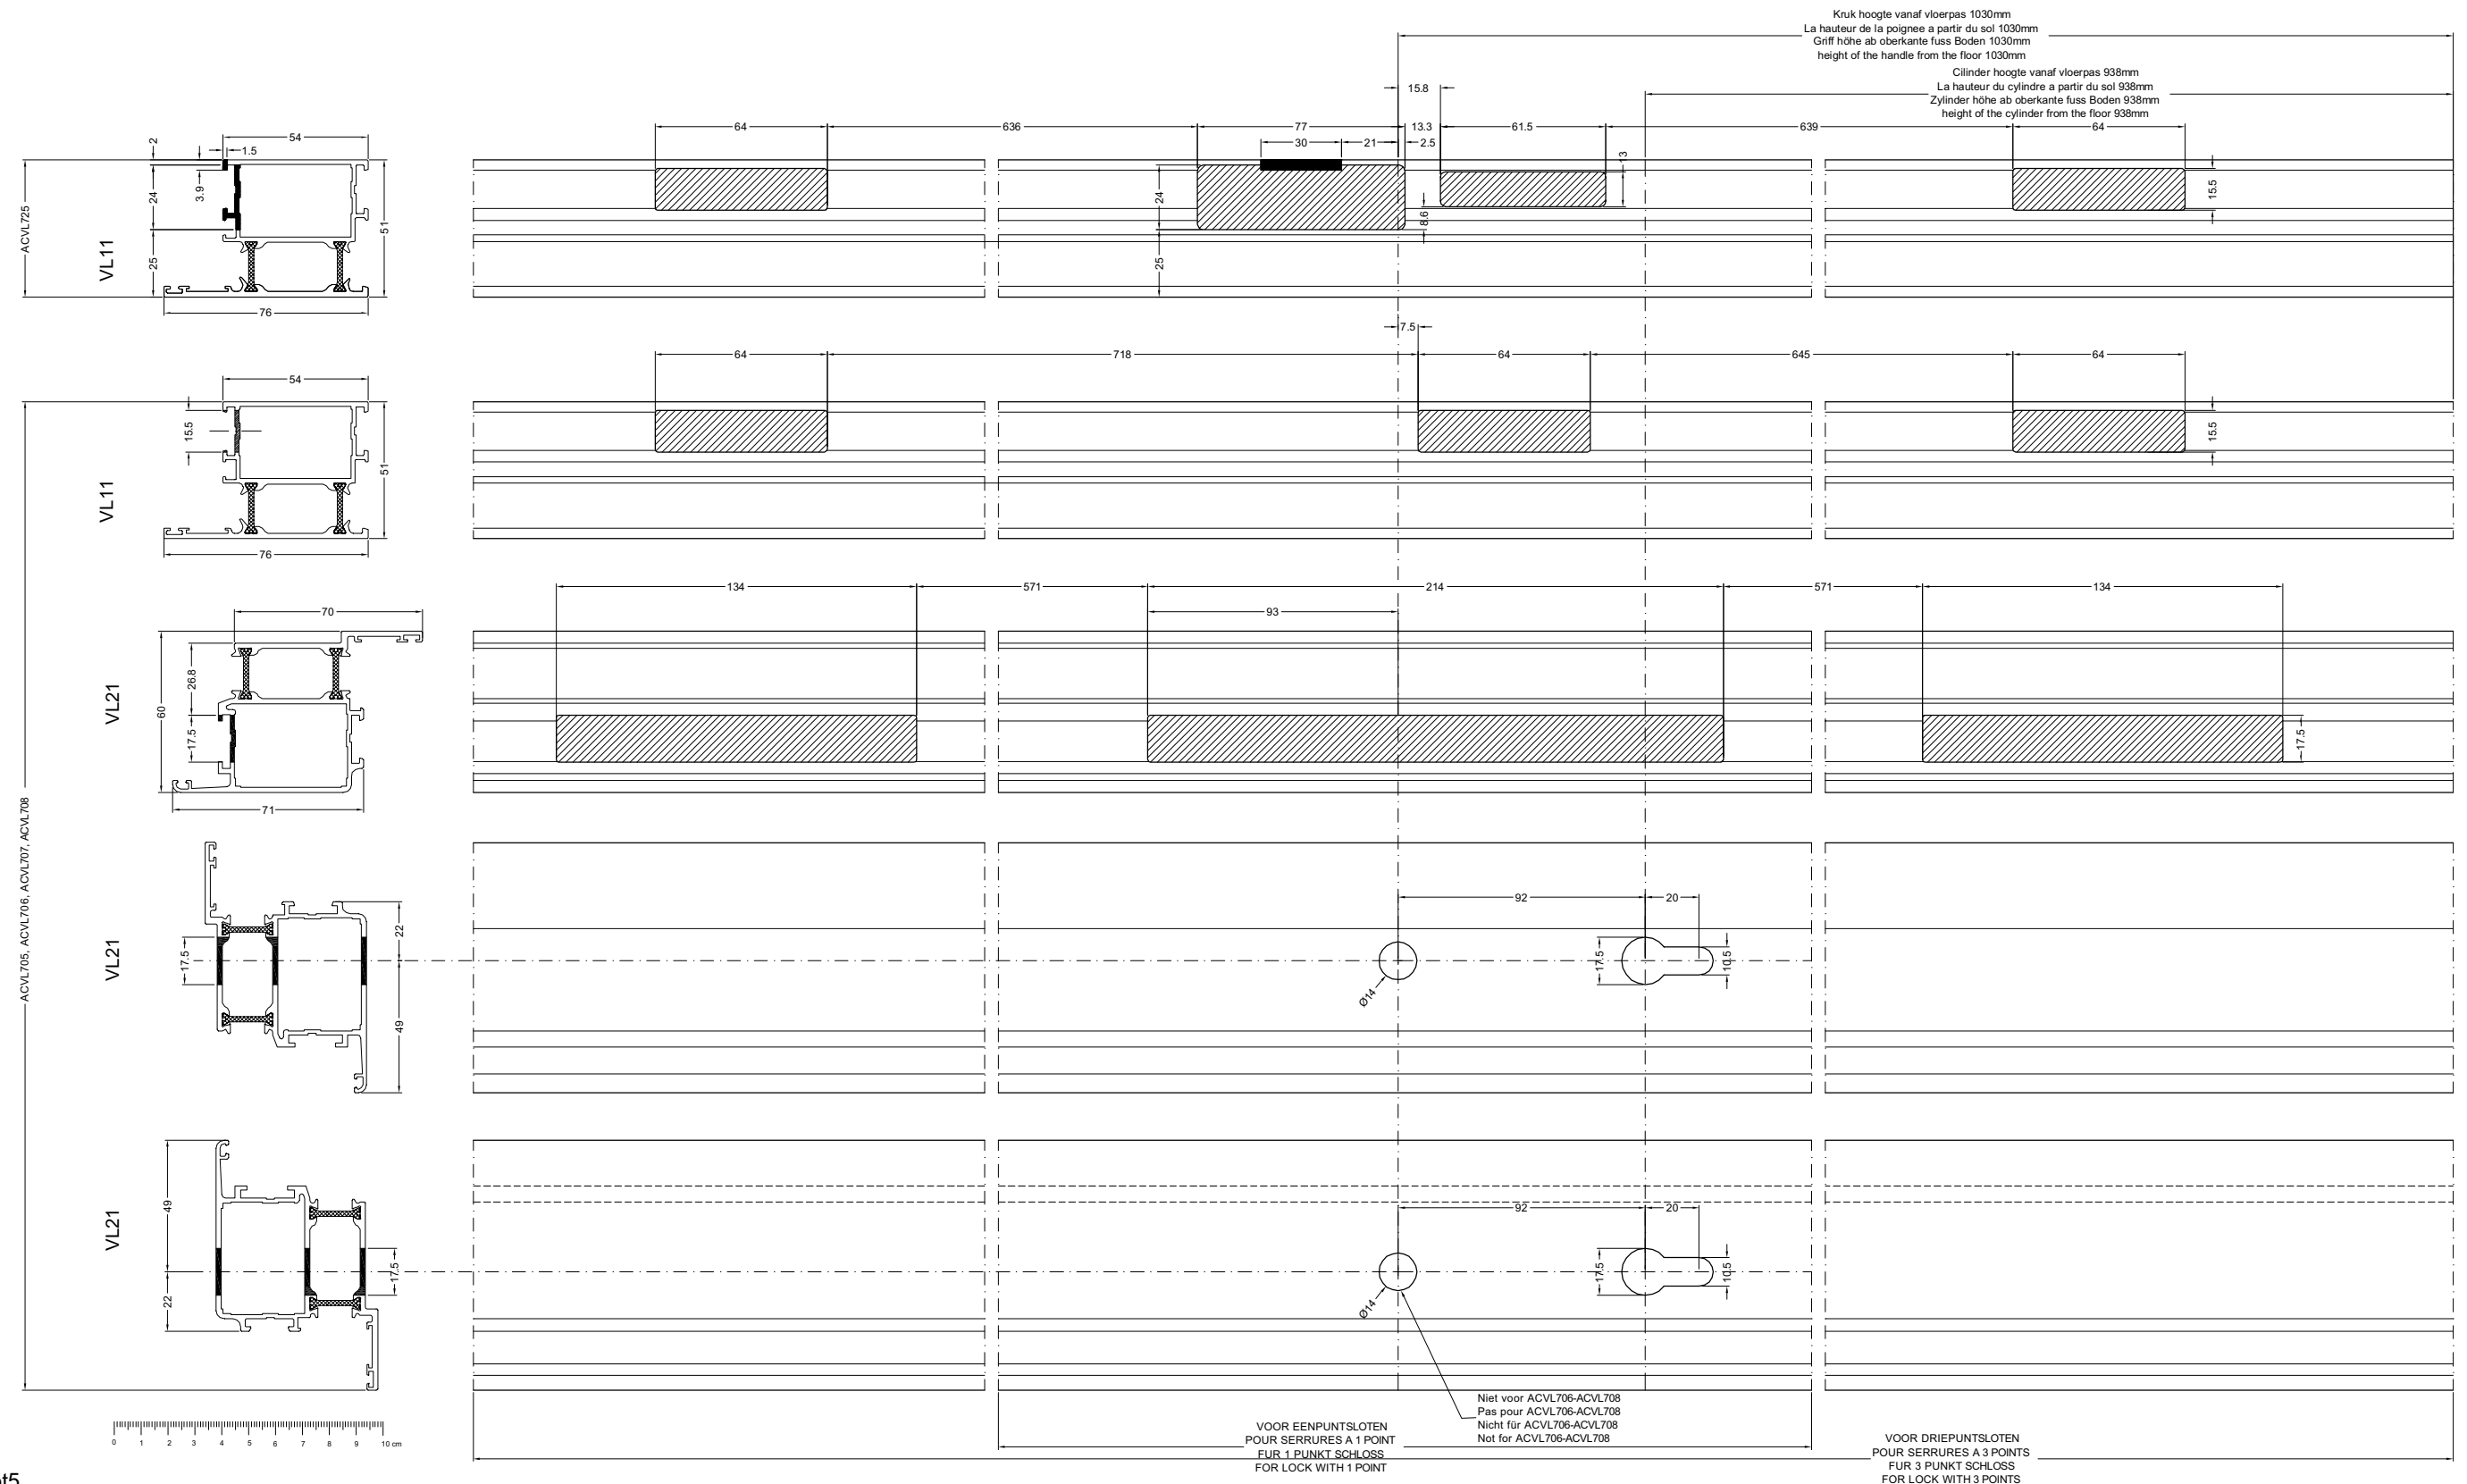 Kruk hoogte vanaf vloerpas 1030mm
La hauteur de la poignee a partir du sol 1030mm
Griff höhe ab oberkante fuss Boden 1030mm
height of the handle from the floor 1030mm
Cilinder hoogte vanaf vloerpas 938mm
La hauteur du cylindre a partir du sol 938mm
Zylinder höhe ab oberkante fuss Boden 938mm
height of the cylinder from the floor 938mm
15.8
64
636
77
13.3
61.5
639
64
30
21
2.5
2
54
1.5
3.9
24
25
51
76
ACVL725
VL11
24
25
8.6
13
15.5
7.5
64
718
64
645
64
54
15.5
51
76
VL11
15.5
134
571
214
571
134
93
70
26.8
60
17.5
71
VL21
17.5
ACVL705, ACVL706, ACVL707, ACVL708
VL21
17.5
22
49
92
20
17.5
10.5
Ø14
VL21
49
22
17.5
92
20
17.5
10.5
Ø14
Niet voor ACVL706-ACVL708
Pas pour ACVL706-ACVL708
Nicht für ACVL706-ACVL708
Not for ACVL706-ACVL708
0 1 2 3 4 5 6 7 8 9 10 cm
VOOR EENPUNTSLOTEN
POUR SERRURES A 1 POINT
FUR 1 PUNKT SCHLOSS
FOR LOCK WITH 1 POINT
VOOR DRIEPUNTSLOTEN
POUR SERRURES A 3 POINTS
FUR 3 PUNKT SCHLOSS
FOR LOCK WITH 3 POINTS